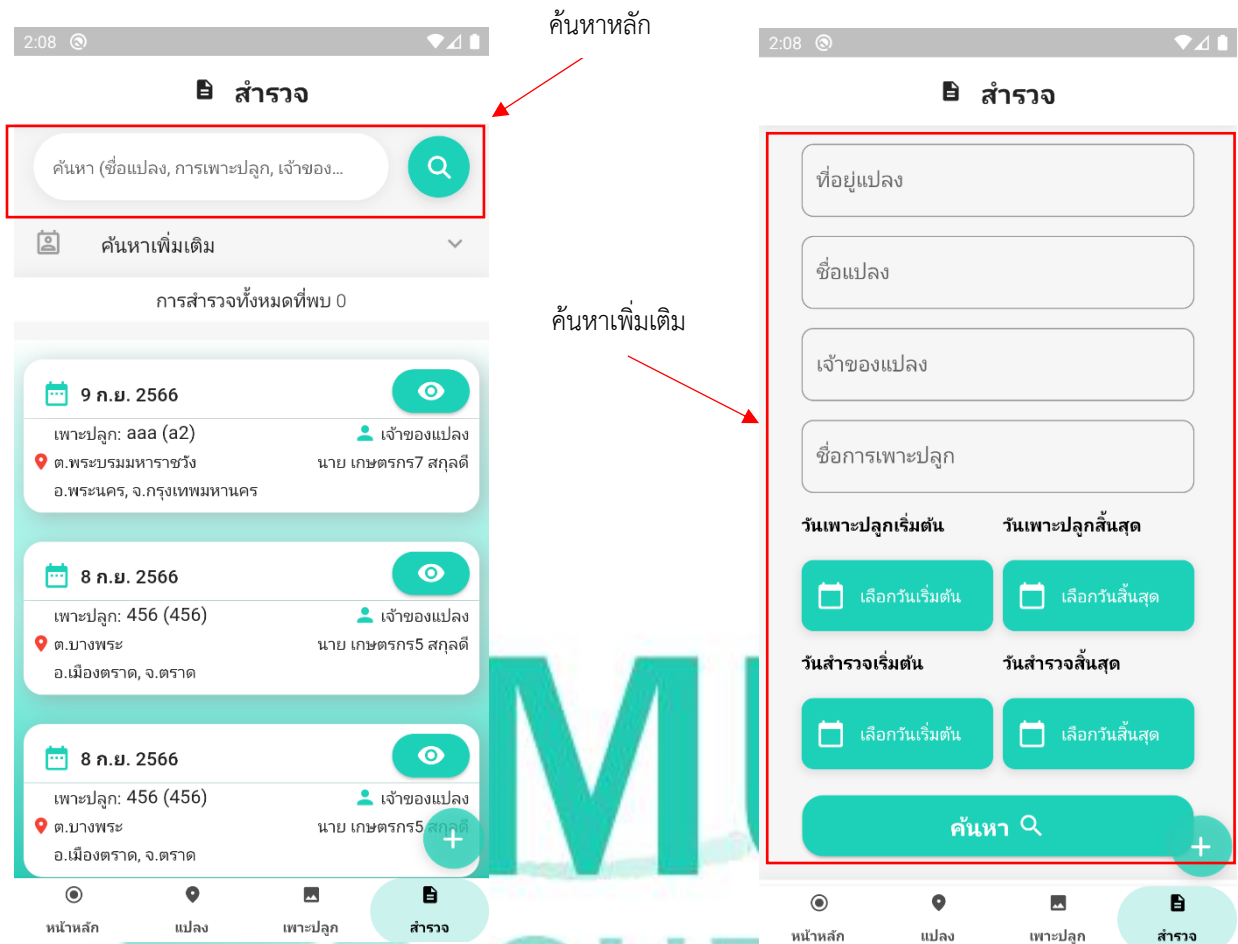 ค้นหาหลัก
2:08
สำรวจ
ค้นหา (ชื่อแปลง, การเพาะปลูก, เจ้าของ...
ค้นหาเพิ่มเติม
การสำรวจทั้งหมดที่พบ 0
9 ก.ย. 2566
เพาะปลูก: aaa (a2)
เจ้าของแปลง
ต.พระบรมมหาราชวัง
นาย เกษตรกร7 สกุลดี
อ.พระนคร, จ.กรุงเทพมหานคร
8 ก.ย. 2566
เพาะปลูก: 456 (456)
เจ้าของแปลง
ต.บางพระ
นาย เกษตรกร5 สกุลดี
อ.เมืองตราด, จ.ตราด
8 ก.ย. 2566
เพาะปลูก: 456 (456)
เจ้าของแปลง
ต.บางพระ
นาย เกษตรกร5 สกุลดี
อ.เมืองตราด, จ.ตราด
หน้าหลัก
แปลง
เพาะปลูก
สำรวจ
ค้นหาเพิ่มเติม
2:08
สำรวจ
ที่อยู่แปลง
ชื่อแปลง
เจ้าของแปลง
ชื่อการเพาะปลูก
วันเพาะปลูกเริ่มต้น
วันเพาะปลูกสิ้นสุด
เลือกวันเริ่มต้น
เลือกวันสิ้นสุด
วันสำรวจเริ่มต้น
วันสำรวจสิ้นสุด
เลือกวันเริ่มต้น
เลือกวันสิ้นสุด
ค้นหา
หน้าหลัก
แปลง
เพาะปลูก
สำรวจ